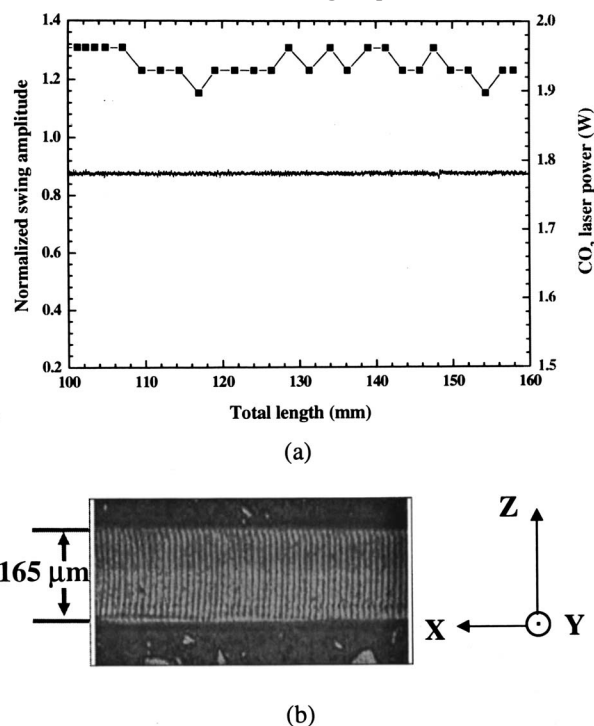 1.4
1.2
1.0
0.8
0.6
0.4
0.2
Normalized swing amplitude
2.0
1.9
1.8
1.7
1.6
1.5
CO₂ laser power (W)
100 110 120 130 140 150 160
Total length (mm)
(a)
165 μm
Z
X
Y
(b)